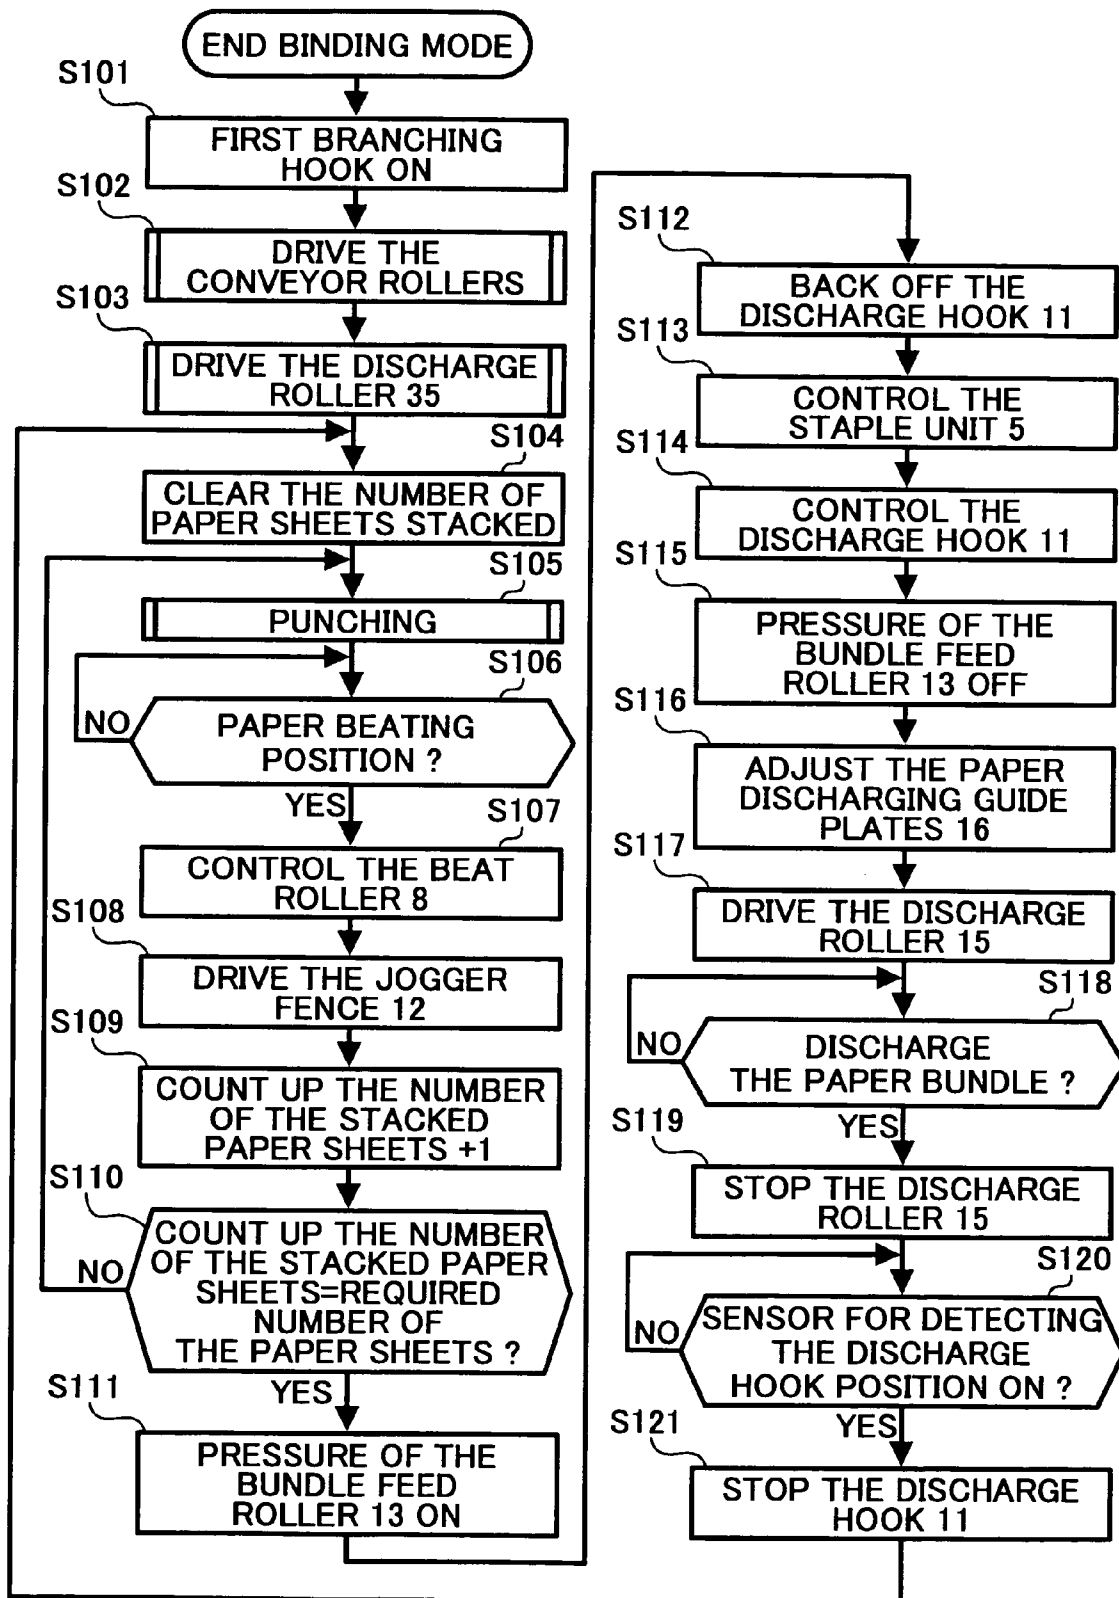 END BINDING MODE
S101
FIRST BRANCHING
HOOK ON
S102
DRIVE THE
CONVEYOR ROLLERS
S103
DRIVE THE DISCHARGE
ROLLER 35
S104
CLEAR THE NUMBER OF
PAPER SHEETS STACKED
S105
PUNCHING
S106
PAPER BEATING
POSITION ?
NO
YES
S107
CONTROL THE BEAT
ROLLER 8
S108
DRIVE THE JOGGER
FENCE 12
S109
COUNT UP THE NUMBER
OF THE STACKED
PAPER SHEETS +1
S110
COUNT UP THE NUMBER
OF THE STACKED PAPER
SHEETS=REQUIRED
NUMBER OF
THE PAPER SHEETS ?
NO
YES
S111
PRESSURE OF THE
BUNDLE FEED
ROLLER 13 ON
S112
BACK OFF THE
DISCHARGE HOOK 11
S113
CONTROL THE
STAPLE UNIT 5
S114
CONTROL THE
DISCHARGE HOOK 11
S115
PRESSURE OF THE
BUNDLE FEED
ROLLER 13 OFF
S116
ADJUST THE PAPER
DISCHARGING GUIDE
PLATES 16
S117
DRIVE THE DISCHARGE
ROLLER 15
S118
DISCHARGE
THE PAPER BUNDLE ?
NO
YES
S119
STOP THE DISCHARGE
ROLLER 15
S120
SENSOR FOR DETECTING
THE DISCHARGE
HOOK POSITION ON ?
NO
YES
S121
STOP THE DISCHARGE
HOOK 11